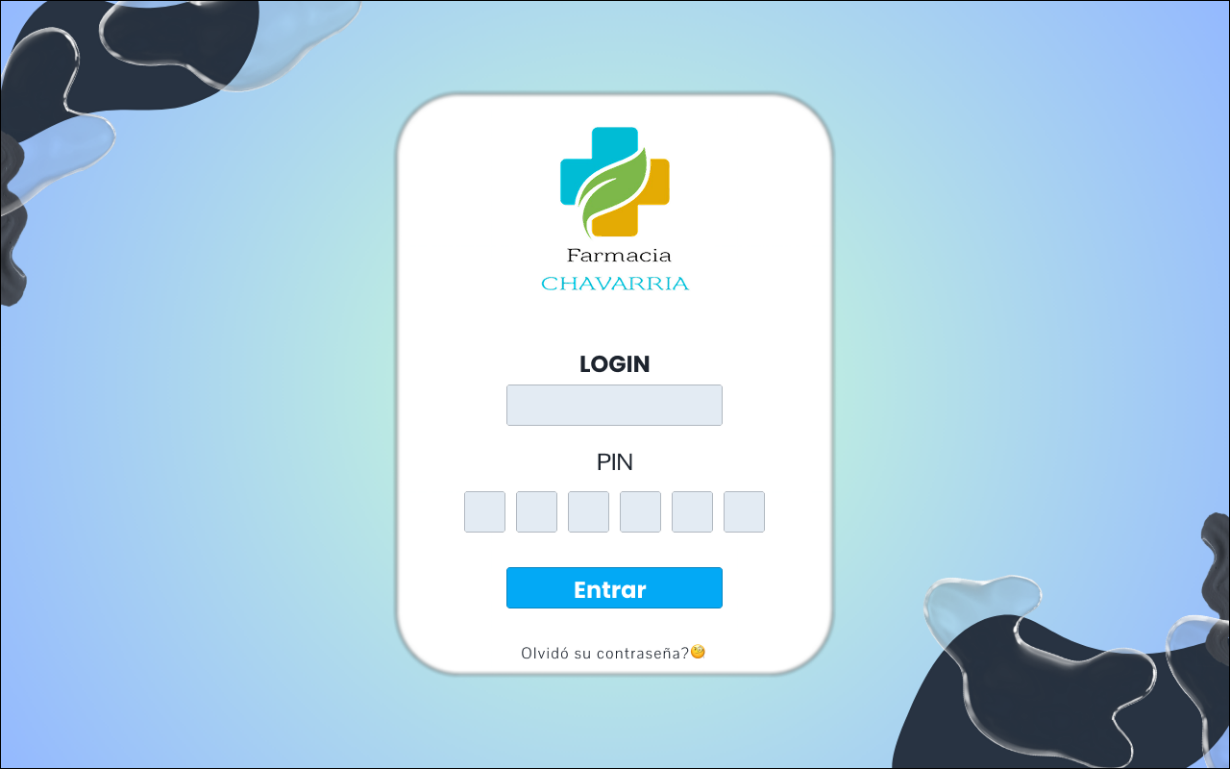 Farmacia
CHAVARRIA
LOGIN
PIN
Entrar
Olvidó su contraseña?🧐